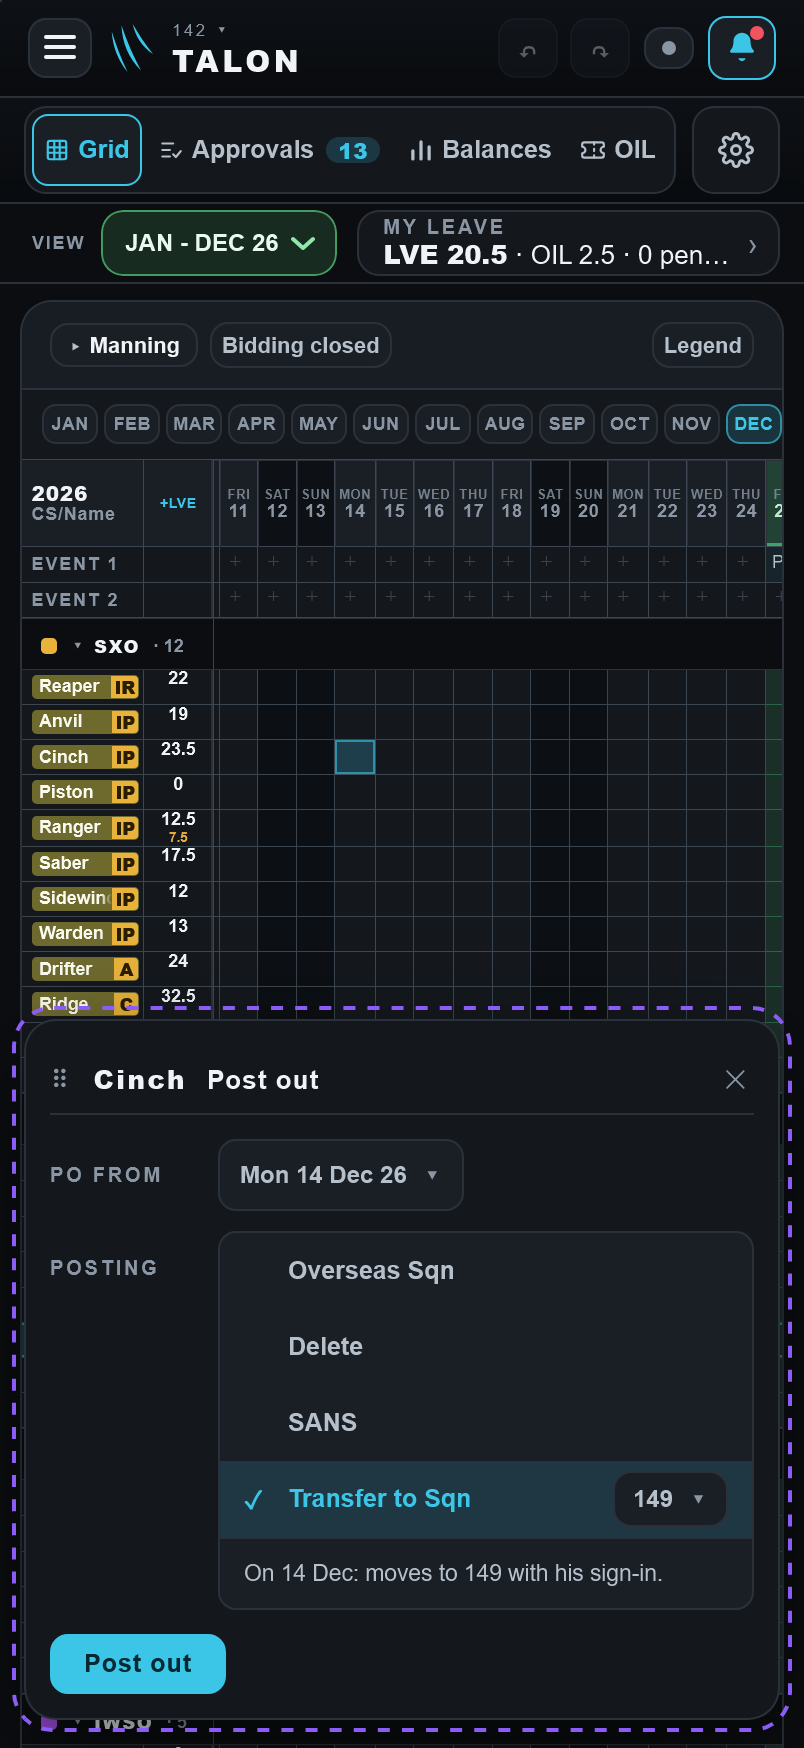 142 ▾
TALON
Grid
Approvals 13
Balances
OIL
VIEW
JAN - DEC 26
MY LEAVE
LVE 20.5 · OIL 2.5 · 0 pen…
▸ Manning
Bidding closed
Legend
JAN FEB MAR APR MAY JUN JUL AUG SEP OCT NOV DEC
2026
CS/Name
+LVE
FRI 11
SAT 12
SUN 13
MON 14
TUE 15
WED 16
THU 17
FRI 18
SAT 19
SUN 20
MON 21
TUE 22
WED 23
THU 24
F 2
EVENT 1 + + + + + + + + + + + + + + P
EVENT 2 + + + + + + + + + + + + + + +
▾ SXO · 12
Reaper IR 22
Anvil IP 19
Cinch IP 23.5
Piston IP 0
Ranger IP 12.5
7.5
Saber IP 17.5
Sidewin IP 12
Warden IP 13
Drifter A 24
Ridge C 32.5
Cinch Post out
PO FROM
Mon 14 Dec 26 ▾
POSTING
Overseas Sqn
Delete
SANS
✓ Transfer to Sqn 149 ▾
On 14 Dec: moves to 149 with his sign-in.
Post out
IWSO · 5